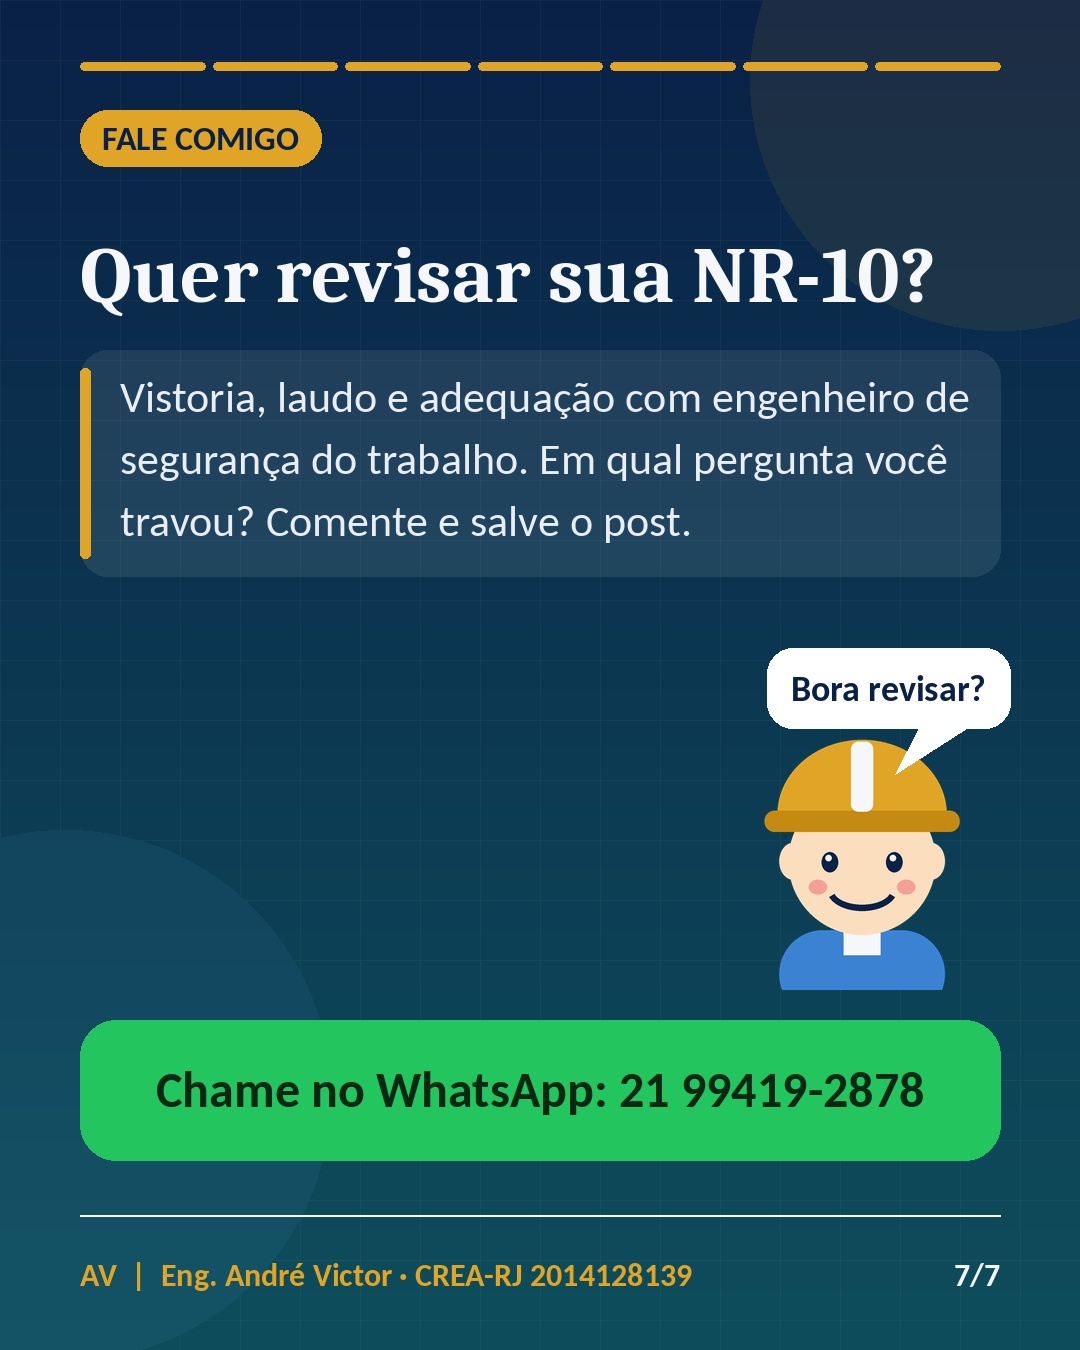 FALE COMIGO
Quer revisar sua NR-10?
Vistoria, laudo e adequação com engenheiro de
segurança do trabalho. Em qual pergunta você
travou? Comente e salve o post.
Bora revisar?
Chame no WhatsApp: 21 99419-2878
AV | Eng. André Victor · CREA-RJ 2014128139
7/7